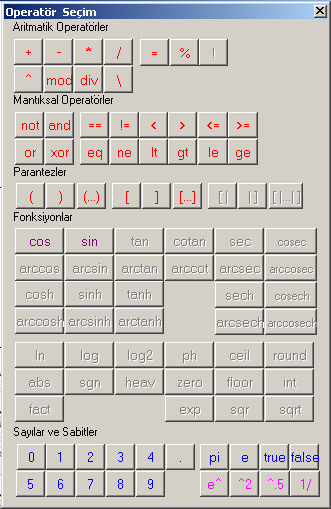 Operatör Seçim
Aritmatik Operatörler
+ - * / = % !
^ mod div \
Mantıksal Operatörler
not and == != < > <= >=
or xor eq ne lt gt le ge
Parantezler
( ) (...) [ ] [...] [| |] [|...|]
Fonksiyonlar
cos sin tan cotan sec cosec
arccos arcsin arctan arccot arcsec arccosec
cosh sinh tanh sech cosech
arccosh arcsinh arctanh arcsech arccosech
ln log log2 ph ceil round
abs sgn heav zero floor int
fact exp sqr sqrt
Sayılar ve Sabitler
0 1 2 3 4 . pi e true false
5 6 7 8 9 e^ ^2 ^.5 1/